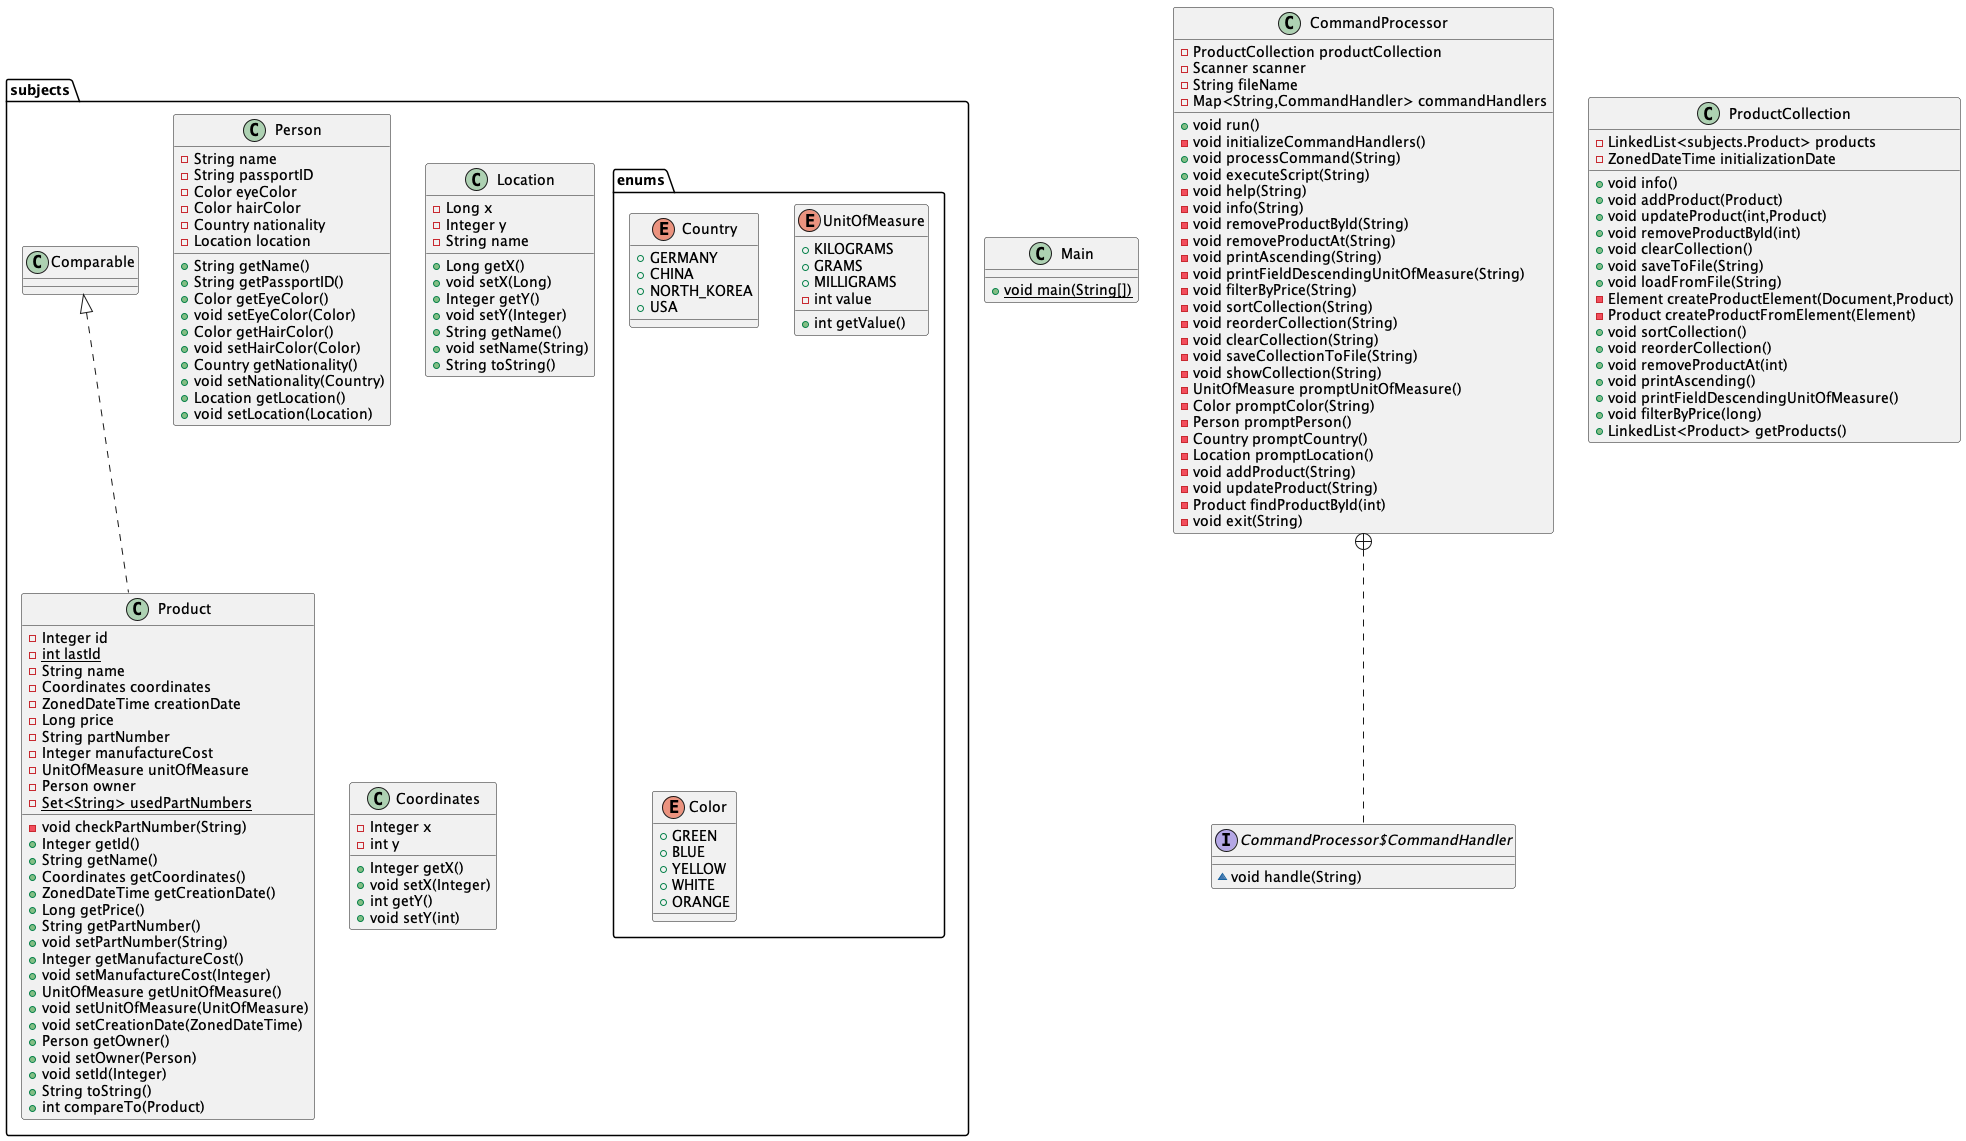 subjects
C Comparable
C Person
String name
String passportID
Color eyeColor
Color hairColor
Country nationality
Location location
String getName()
String getPassportID()
Color getEyeColor()
void setEyeColor(Color)
Color getHairColor()
void setHairColor(Color)
Country getNationality()
void setNationality(Country)
Location getLocation()
void setLocation(Location)
C Location
Long x
Integer y
String name
Long getX()
void setX(Long)
Integer getY()
void setY(Integer)
String getName()
void setName(String)
String toString()
enums
E Country
GERMANY
CHINA
NORTH_KOREA
USA
E UnitOfMeasure
KILOGRAMS
GRAMS
MILLIGRAMS
int value
int getValue()
C Product
Integer id
int lastId
String name
Coordinates coordinates
ZonedDateTime creationDate
Long price
String partNumber
Integer manufactureCost
UnitOfMeasure unitOfMeasure
Person owner
Set<String> usedPartNumbers
void checkPartNumber(String)
Integer getId()
String getName()
Coordinates getCoordinates()
ZonedDateTime getCreationDate()
Long getPrice()
String getPartNumber()
void setPartNumber(String)
Integer getManufactureCost()
void setManufactureCost(Integer)
UnitOfMeasure getUnitOfMeasure()
void setUnitOfMeasure(UnitOfMeasure)
void setCreationDate(ZonedDateTime)
Person getOwner()
void setOwner(Person)
void setId(Integer)
String toString()
int compareTo(Product)
C Coordinates
Integer x
int y
Integer getX()
void setX(Integer)
int getY()
void setY(int)
E Color
GREEN
BLUE
YELLOW
WHITE
ORANGE
C Main
void main(String[])
C CommandProcessor
ProductCollection productCollection
Scanner scanner
String fileName
Map<String,CommandHandler> commandHandlers
void run()
void initializeCommandHandlers()
void processCommand(String)
void executeScript(String)
void help(String)
void info(String)
void removeProductById(String)
void removeProductAt(String)
void printAscending(String)
void printFieldDescendingUnitOfMeasure(String)
void filterByPrice(String)
void sortCollection(String)
void reorderCollection(String)
void clearCollection(String)
void saveCollectionToFile(String)
void showCollection(String)
UnitOfMeasure promptUnitOfMeasure()
Color promptColor(String)
Person promptPerson()
Country promptCountry()
Location promptLocation()
void addProduct(String)
void updateProduct(String)
Product findProductById(int)
void exit(String)
I CommandProcessor$CommandHandler
void handle(String)
C ProductCollection
LinkedList<subjects.Product> products
ZonedDateTime initializationDate
void info()
void addProduct(Product)
void updateProduct(int,Product)
void removeProductById(int)
void clearCollection()
void saveToFile(String)
void loadFromFile(String)
Element createProductElement(Document,Product)
Product createProductFromElement(Element)
void sortCollection()
void reorderCollection()
void removeProductAt(int)
void printAscending()
void printFieldDescendingUnitOfMeasure()
void filterByPrice(long)
LinkedList<Product> getProducts()